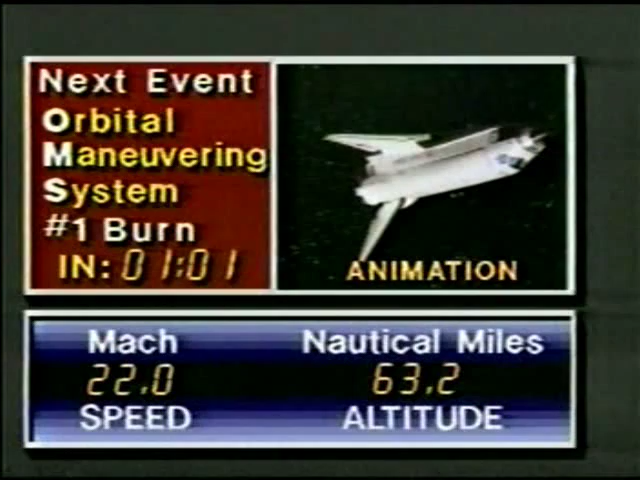 Next Event
Orbital
Maneuvering
System
#1 Burn
IN: 01:01
ANIMATION
Mach
Nautical Miles
22.0
63.2
SPEED
ALTITUDE